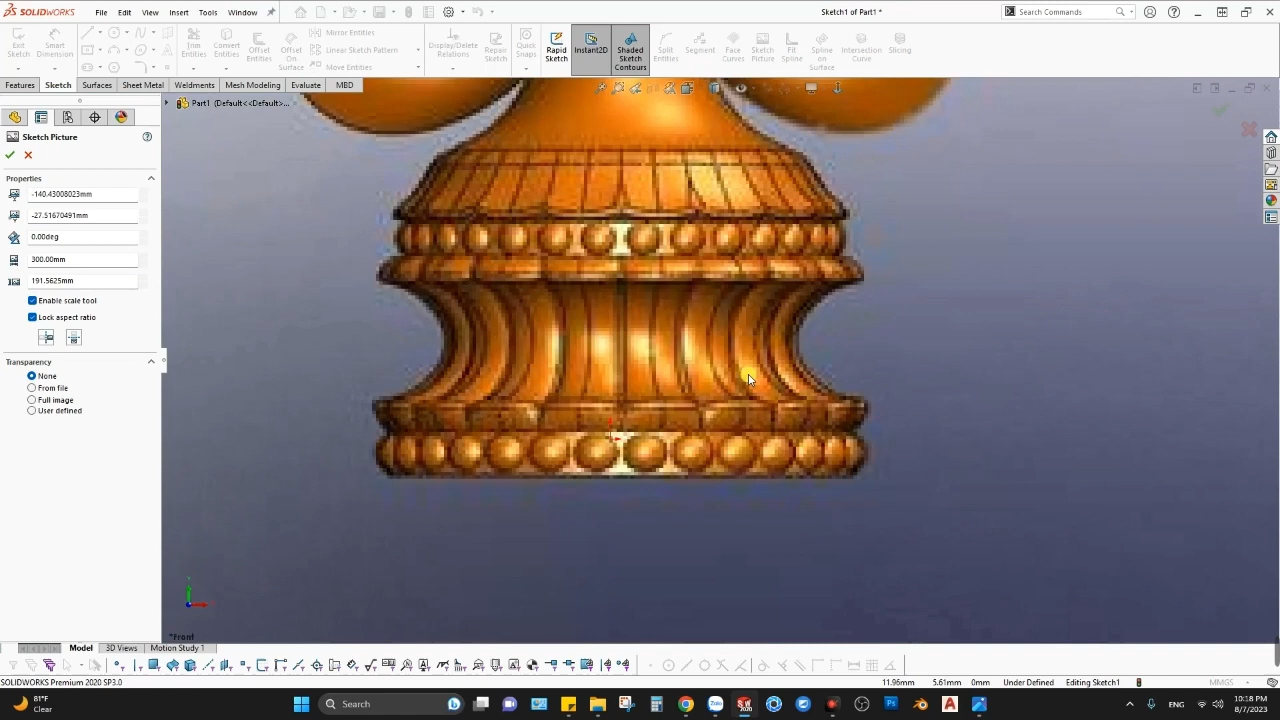 SOLIDWORKS File Edit View Insert Tools Window Sketch1 of Part1 * Search Commands
Exit Sketch Smart Dimension Trim Entities Convert Entities Offset Entities Offset On Surface Mirror Entities Linear Sketch Pattern Move Entities Display/Delete Relations Repair Sketch Quick Snaps Rapid Sketch Instant2D Shaded Sketch Contours Split Entities Segment Face Curves Sketch Picture Fit Spline Spline on Surface Intersection Curve Slicing
Features Sketch Surfaces Sheet Metal Weldments Mesh Modeling Evaluate MBD
Part1 (Default<<Default>...
Sketch Picture
Properties
-140.43008023mm
-27.51670491mm
0.00deg
300.00mm
191.5625mm
Enable scale tool
Lock aspect ratio
Transparency
None
From file
Full image
User defined
*Front
Model 3D Views Motion Study 1
SOLIDWORKS Premium 2020 SP3.0 11.96mm 5.61mm 0mm Under Defined Editing Sketch1 MMGS
81°F
Clear
Search
ENG
10:18 PM
8/7/2023